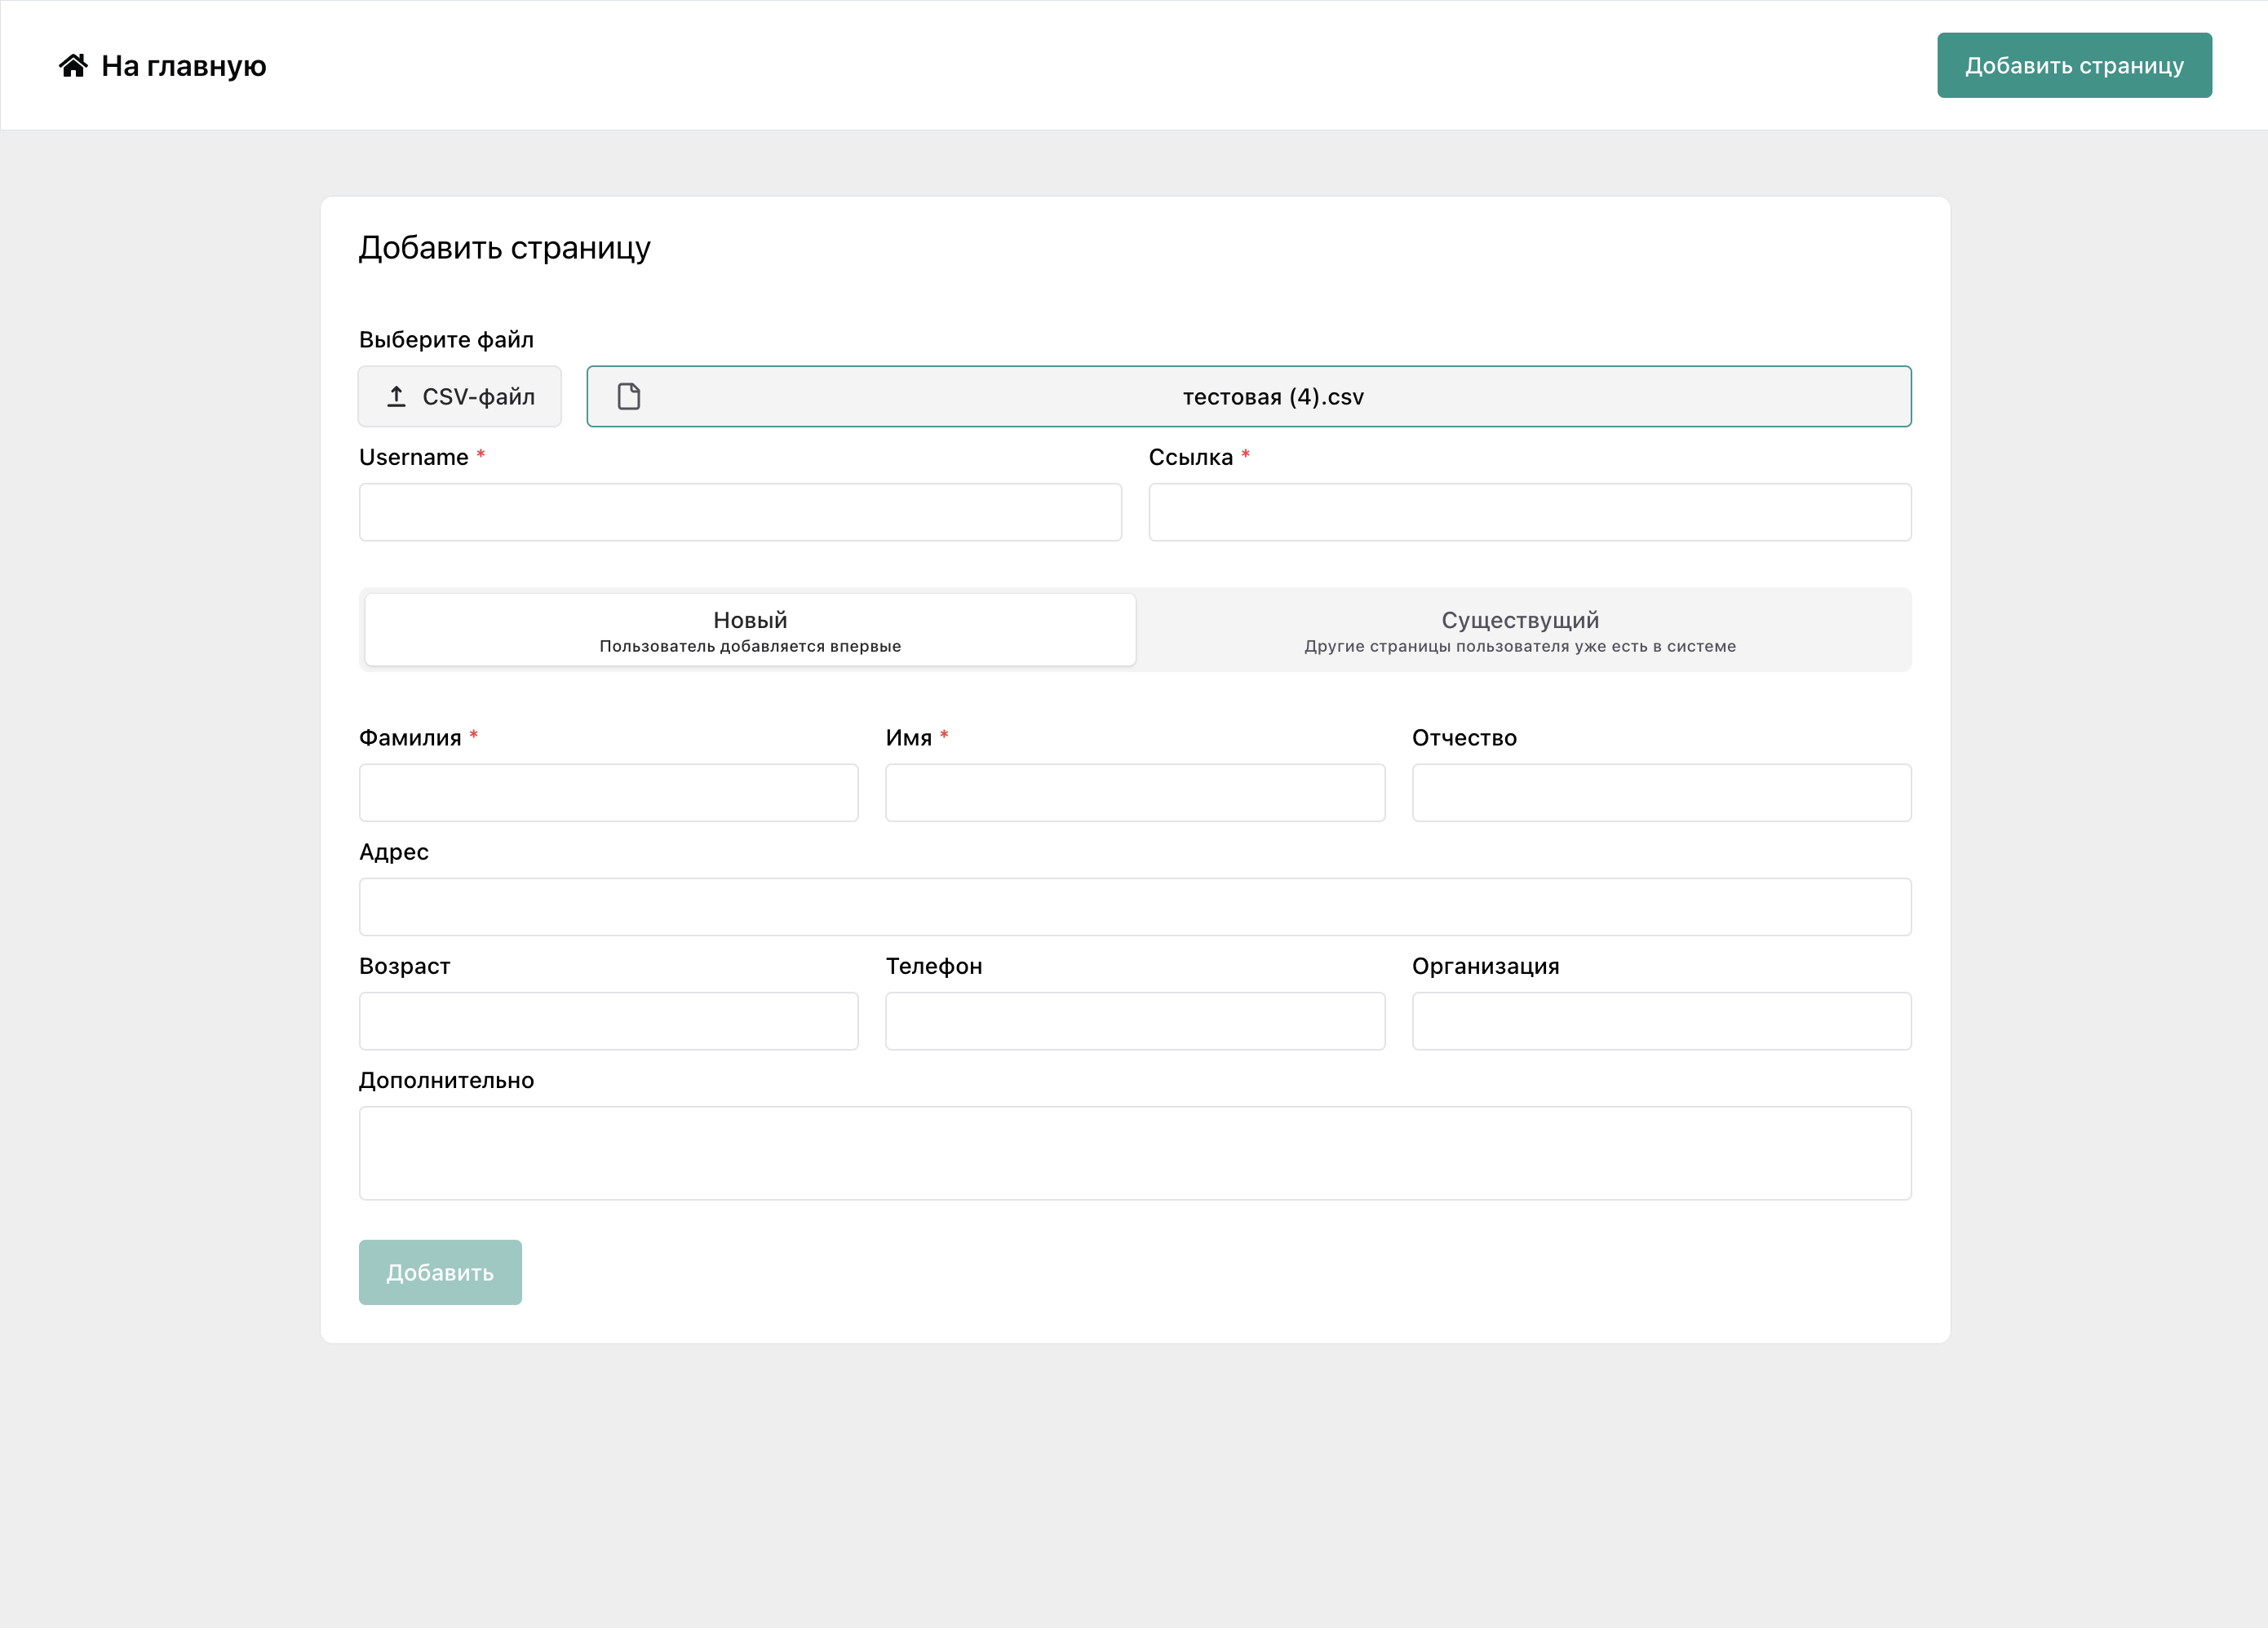 На главную
Добавить страницу
Добавить страницу
Выберите файл
CSV-файл
тестовая (4).csv
Username *
Ссылка *
Новый
Пользователь добавляется впервые
Существущий
Другие страницы пользователя уже есть в системе
Фамилия *
Имя *
Отчество
Адрес
Возраст
Телефон
Организация
Дополнительно
Добавить